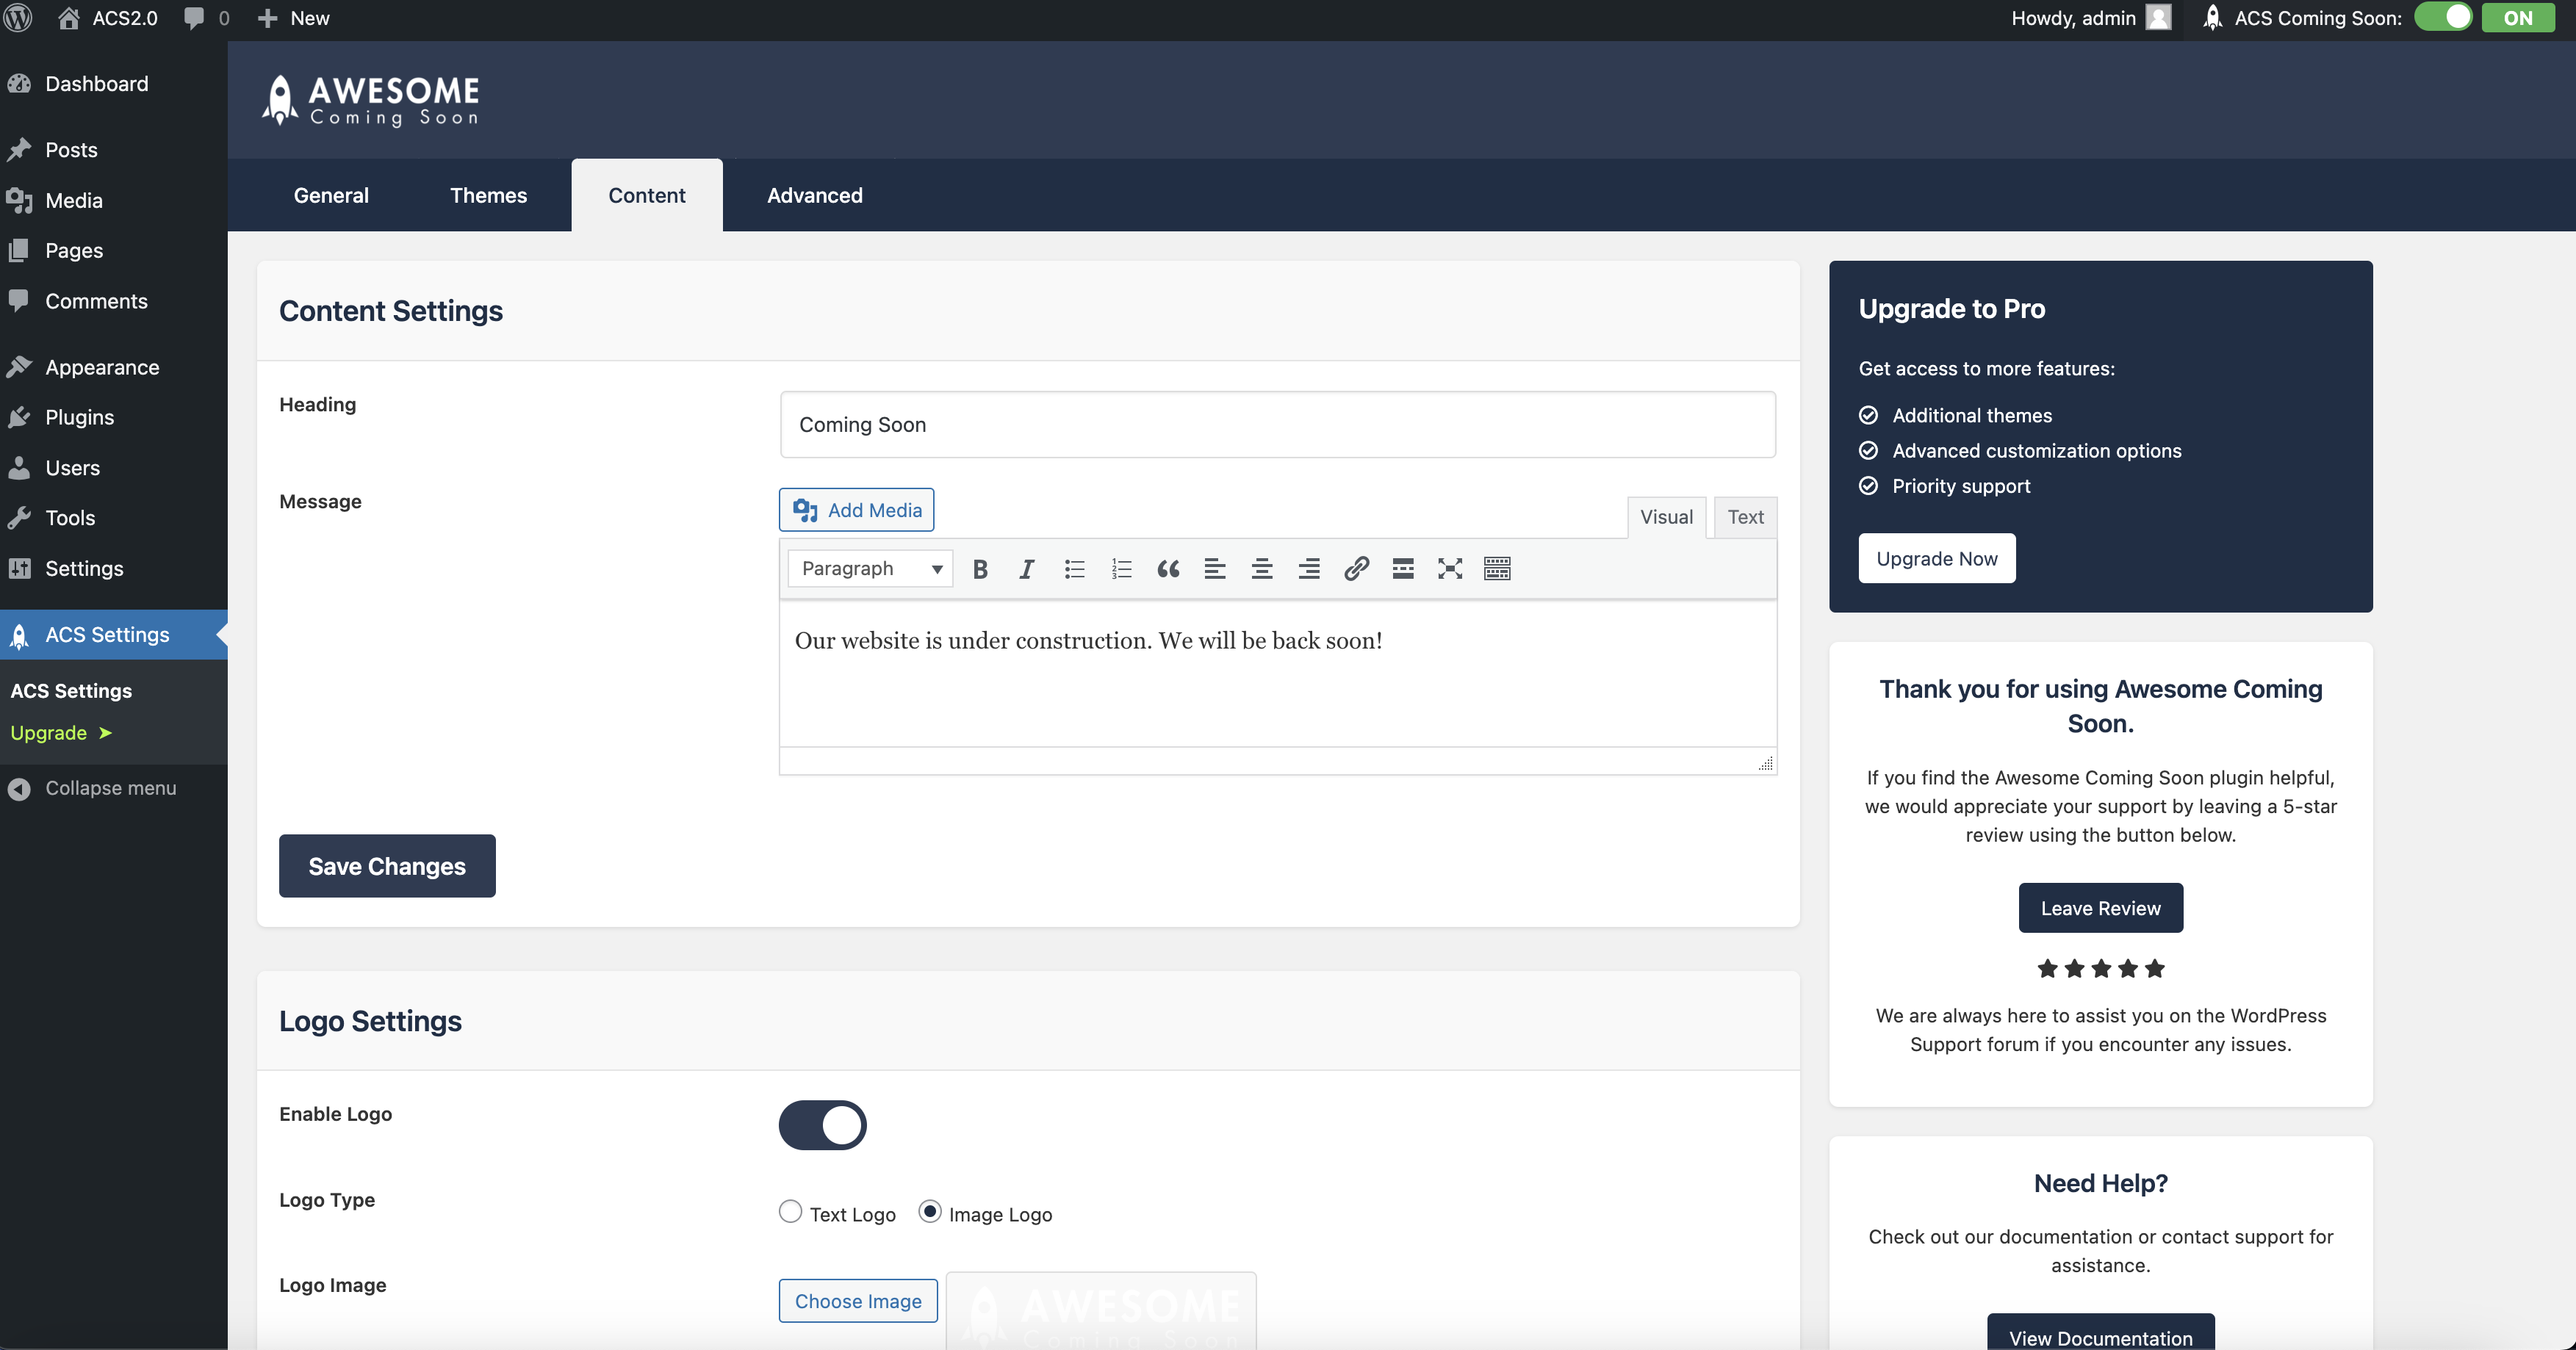 ACS2.0
0
New
Howdy, admin
ACS Coming Soon:
ON
Dashboard
Posts
Media
Pages
Comments
Appearance
Plugins
Users
Tools
Settings
ACS Settings
ACS Settings
Upgrade ➤
Collapse menu
AWESOME
Coming Soon
General
Themes
Content
Advanced
Content Settings
Heading
Coming Soon
Message
Add Media
Visual
Text
Paragraph
Our website is under construction. We will be back soon!
Save Changes
Logo Settings
Enable Logo
Logo Type
Text Logo
Image Logo
Logo Image
Choose Image
AWESOME
Coming Soon
Upgrade to Pro
Get access to more features:
Additional themes
Advanced customization options
Priority support
Upgrade Now
Thank you for using Awesome Coming
Soon.
If you find the Awesome Coming Soon plugin helpful,
we would appreciate your support by leaving a 5-star
review using the button below.
Leave Review
★★★★★
We are always here to assist you on the WordPress
Support forum if you encounter any issues.
Need Help?
Check out our documentation or contact support for
assistance.
View Documentation